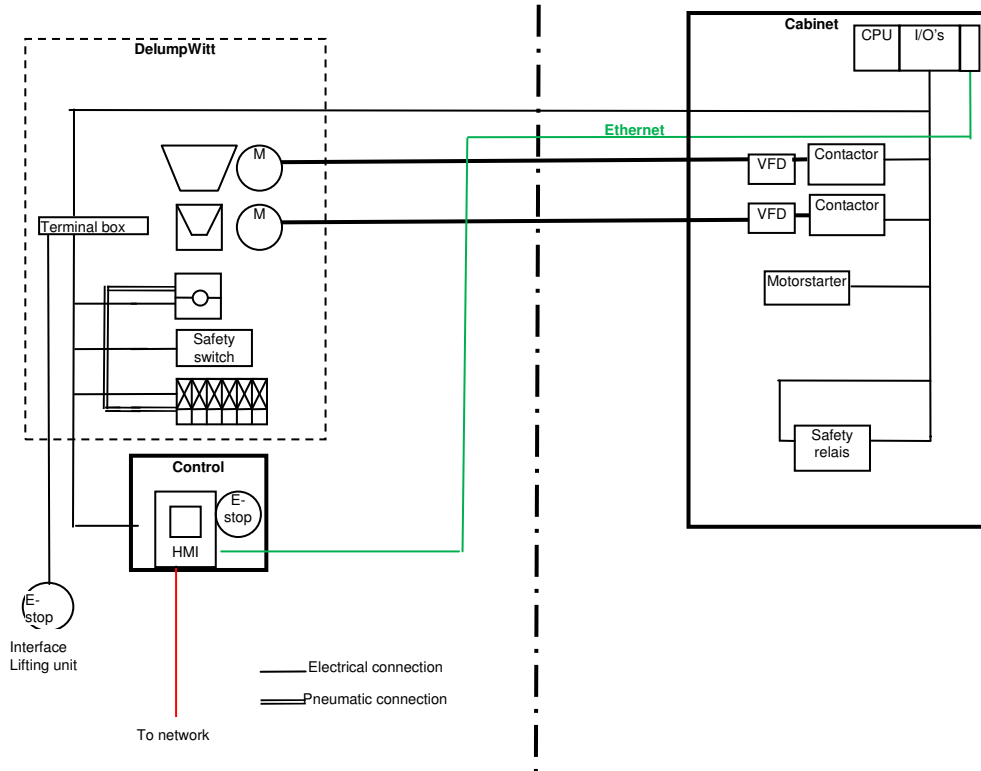 DelumpWitt
Cabinet
CPU
I/O's
Ethernet
M
VFD
Contactor
M
VFD
Contactor
Terminal box
Motorstarter
Safety
switch
Safety
relais
Control
E-
stop
HMI
E-
stop
Interface
Lifting unit
Electrical connection
Pneumatic connection
To network